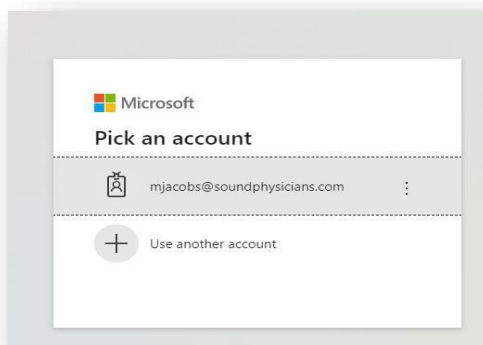 Microsoft
Pick an account
mjacobs@soundphysicians.com
Use another account